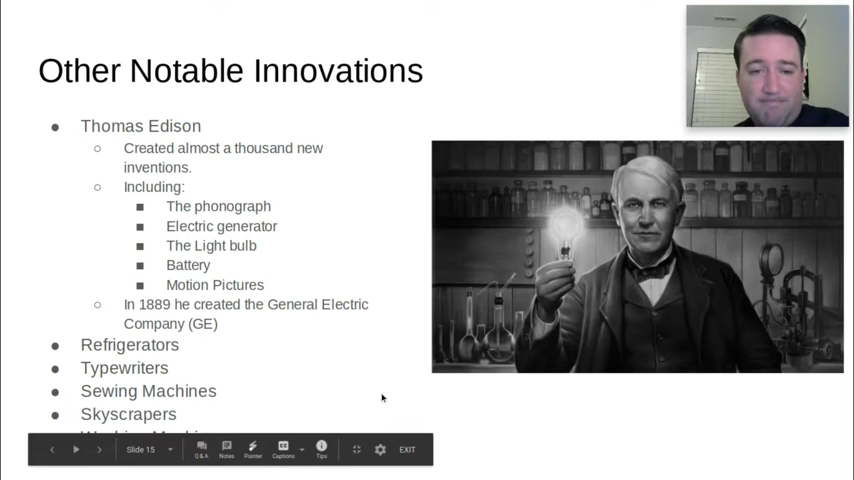 Other Notable Innovations
● Thomas Edison
○ Created almost a thousand new
inventions.
○ Including:
■ The phonograph
■ Electric generator
■ The Light bulb
■ Battery
■ Motion Pictures
○ In 1889 he created the General Electric
Company (GE)
● Refrigerators
● Typewriters
● Sewing Machines
● Skyscrapers
Slide 15
Q & A
Notes
Pointer
CC
Captions
Tips
EXIT